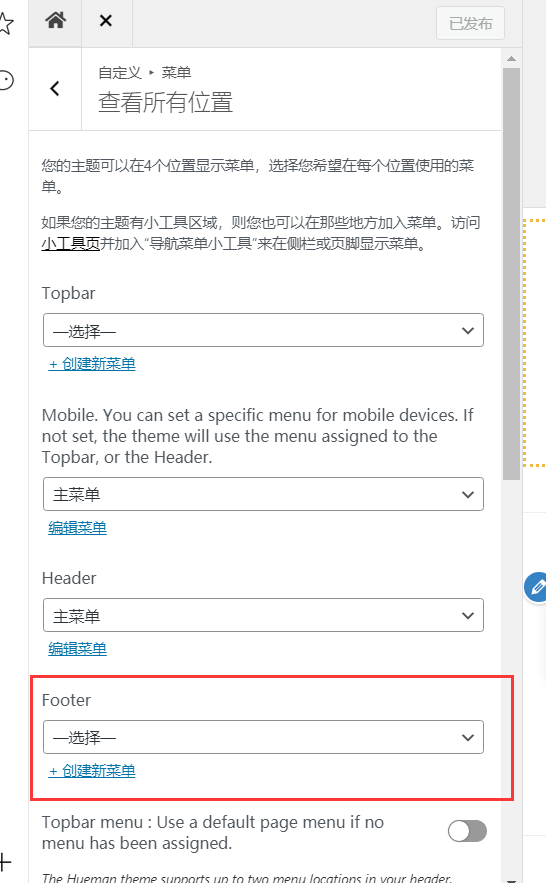 已发布
自定义 ▸ 菜单
查看所有位置
您的主题可以在4个位置显示菜单，选择您希望在每个位置使用的菜
单。
如果您的主题有小工具区域，则您也可以在那些地方加入菜单。访问
小工具页并加入“导航菜单小工具”来在侧栏或页脚显示菜单。
Topbar
—选择—
+ 创建新菜单
Mobile. You can set a specific menu for mobile devices. If
not set, the theme will use the menu assigned to the
Topbar, or the Header.
主菜单
编辑菜单
Header
主菜单
编辑菜单
Footer
—选择—
+ 创建新菜单
Topbar menu : Use a default page menu if no
menu has been assigned.
The Hueman theme supports up to two menu locations in your header.